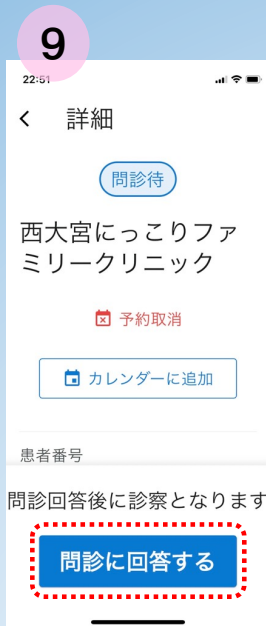 9
22:51
詳細
問診待
西大宮にっこりファ
ミリークリニック
予約取消
カレンダーに追加
患者番号
問診回答後に診察となります
問診に回答する